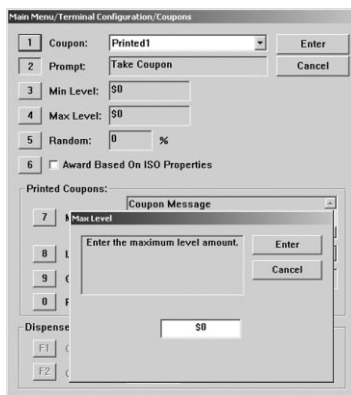 Main Menu/Terminal Configuration/Coupons
1 Coupon: Printed1 Enter
2 Prompt: Take Coupon Cancel
3 Min Level: $0
4 Max Level: $0
5 Random: 0 %
6 Award Based On ISO Properties
Printed Coupons:
Coupon Message
7
Max Level
Enter the maximum level amount. Enter
8 L
Cancel
9
0
$0
Dispense
F1
F2